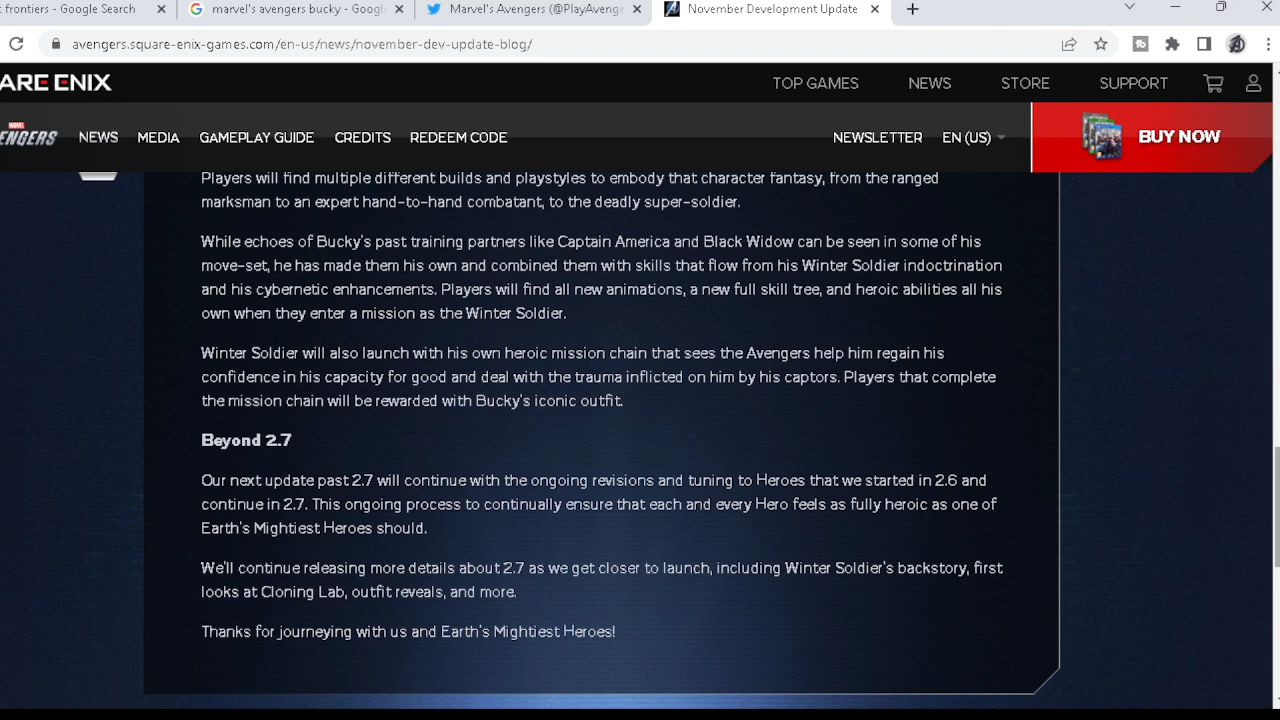 t frontiers - Google Search
marvel's avengers bucky - Googl
Marvel's Avengers (@PlayAvenge
November Development Update
avengers.square-enix-games.com/en-us/news/november-dev-update-blog/
ARE ENIX
TOP GAMES
NEWS
STORE
SUPPORT
MARVEL
ENGERS
NEWS
MEDIA
GAMEPLAY GUIDE
CREDITS
REDEEM CODE
NEWSLETTER
EN (US)
BUY NOW
Players will find multiple different builds and playstyles to embody that character fantasy, from the ranged
marksman to an expert hand-to-hand combatant, to the deadly super-soldier.
While echoes of Bucky's past training partners like Captain America and Black Widow can be seen in some of his
move-set, he has made them his own and combined them with skills that flow from his Winter Soldier indoctrination
and his cybernetic enhancements. Players will find all new animations, a new full skill tree, and heroic abilities all his
own when they enter a mission as the Winter Soldier.
Winter Soldier will also launch with his own heroic mission chain that sees the Avengers help him regain his
confidence in his capacity for good and deal with the trauma inflicted on him by his captors. Players that complete
the mission chain will be rewarded with Bucky's iconic outfit.
Beyond 2.7
Our next update past 2.7 will continue with the ongoing revisions and tuning to Heroes that we started in 2.6 and
continue in 2.7. This ongoing process to continually ensure that each and every Hero feels as fully heroic as one of
Earth's Mightiest Heroes should.
We'll continue releasing more details about 2.7 as we get closer to launch, including Winter Soldier's backstory, first
looks at Cloning Lab, outfit reveals, and more.
Thanks for journeying with us and Earth's Mightiest Heroes!